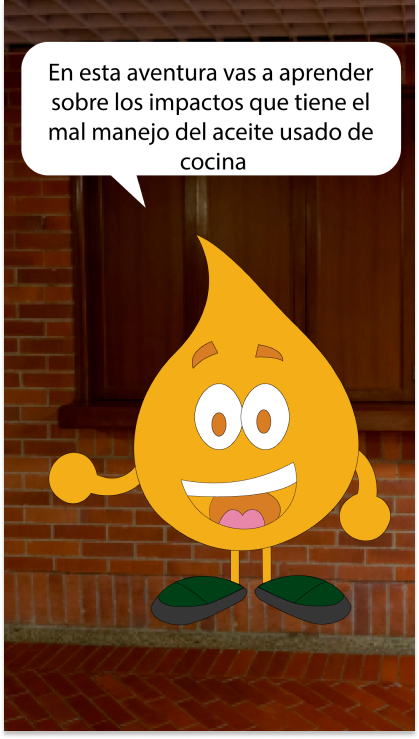 En esta aventura vas a aprender
sobre los impactos que tiene el
mal manejo del aceite usado de
cocina